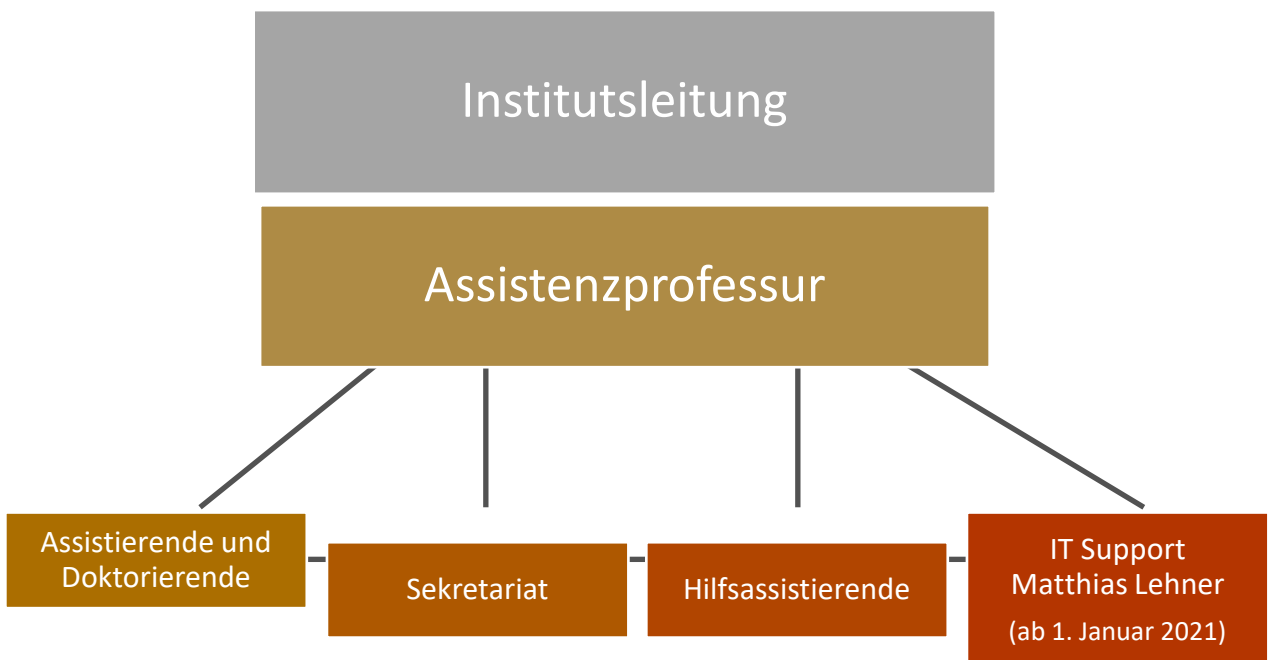 Institutsleitung
Assistenzprofessur
Assistierende und
Doktorierende
Sekretariat
Hilfsassistierende
IT Support
Matthias Lehner
(ab 1. Januar 2021)